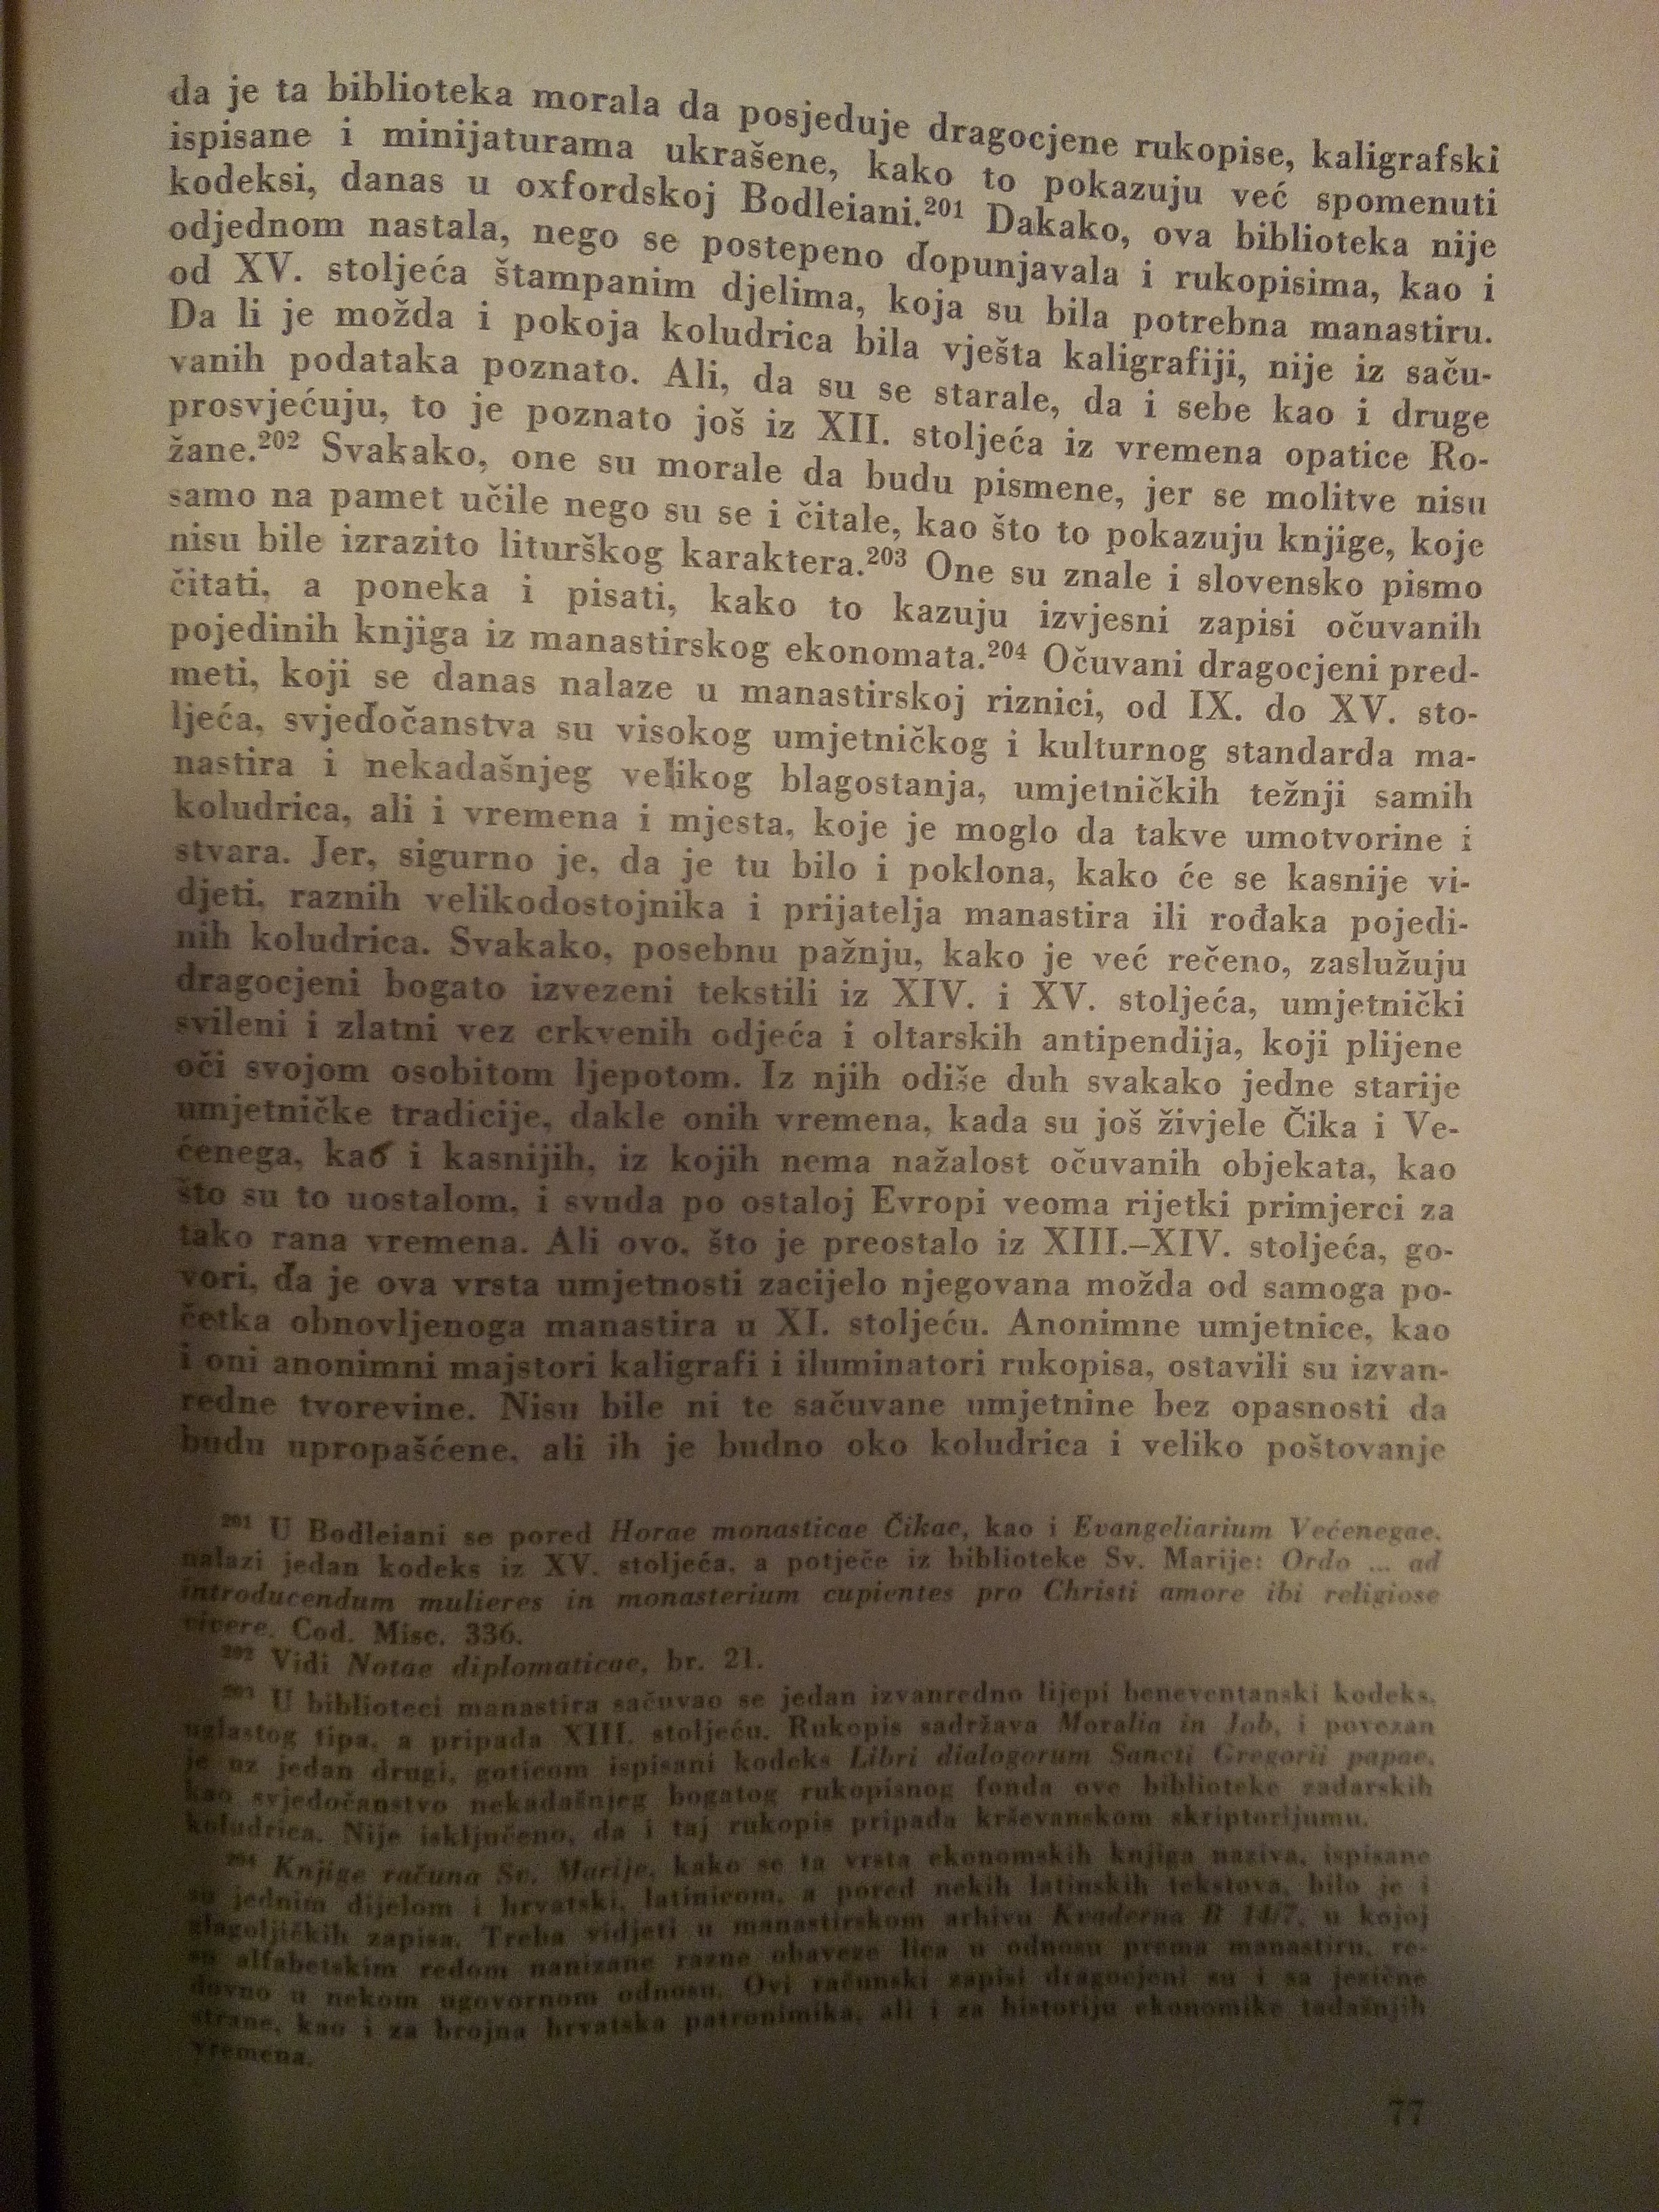 da je ta biblioteka morala da posjeduje dragocjene rukopise, kaligrafski
ispisane i minijaturama ukrašene, kako to pokazuju već spomenuti
kodeksi, danas u oxfordskoj Bodleiani.²⁰¹ Dakako, ova biblioteka nije
odjednom nastala, nego se postepeno dopunjavala i rukopisima, kao i
od XV. stoljeća štampanim djelima, koja su bila potrebna manastiru.
Da li je možda i pokoja koludrica bila vješta kaligrafiji, nije iz saču-
vanih podataka poznato. Ali, da su se starale, da i sebe kao i druge
prosvjećuju, to je poznato još iz XII. stoljeća iz vremena opatice Ro-
žane.²⁰² Svakako, one su morale da budu pismene, jer se molitve nisu
samo na pamet učile nego su se i čitale, kao što to pokazuju knjige, koje
nisu bile izrazito liturškog karaktera.²⁰³ One su znale i slovensko pismo
čitati, a poneka i pisati, kako to kazuju izvjesni zapisi očuvanih
pojedinih knjiga iz manastirskog ekonomata.²⁰⁴ Očuvani dragocjeni pred-
meti, koji se danas nalaze u manastirskoj riznici, od IX. do XV. sto-
ljeća, svjedočanstva su visokog umjetničkog i kulturnog standarda ma-
nastira i nekadašnjeg velikog blagostanja, umjetničkih težnji samih
koludrica, ali i vremena i mjesta, koje je moglo da takve umotvorine i
stvara. Jer, sigurno je, da je tu bilo i poklona, kako će se kasnije vi-
djeti, raznih velikodostojnika i prijatelja manastira ili rođaka pojedi-
nih koludrica. Svakako, posebnu pažnju, kako je već rečeno, zaslužuju
dragocjeni bogato izvezeni tekstili iz XIV. i XV. stoljeća, umjetnički
svileni i zlatni vez crkvenih odjeća i oltarskih antipendija, koji plijene
oči svojom osobitom ljepotom. Iz njih odiše duh svakako jedne starije
umjetničke tradicije, dakle onih vremena, kada su još živjele Čika i Ve-
ćenega, kao i kasnijih, iz kojih nema nažalost očuvanih objekata, kao
što su to uostalom, i svuda po ostaloj Evropi veoma rijetki primjerci za
tako rana vremena. Ali ovo, što je preostalo iz XIII.–XIV. stoljeća, go-
vori, da je ova vrsta umjetnosti zacijelo njegovana možda od samoga po-
četka obnovljenoga manastira u XI. stoljeću. Anonimne umjetnice, kao
i oni anonimni majstori kaligrafi i iluminatori rukopisa, ostavili su izvan-
redne tvorevine. Nisu bile ni te sačuvane umjetnine bez opasnosti da
budu upropašćene, ali ih je budno oko koludrica i veliko poštovanje
²⁰¹ U Bodleiani se pored Horae monasticae Čikae, kao i Evangeliarium Većenegae,
nalazi jedan kodeks iz XV. stoljeća, a potječe iz biblioteke Sv. Marije: Ordo ... ad
introducendum mulieres in monasterium cupientes pro Christi amore ibi religiose
vivere. Cod. Misc. 336.
²⁰² Vidi Notae diplomaticae, br. 21.
²⁰³ U biblioteci manastira sačuvao se jedan izvanredno lijepi beneventanski kodeks,
uglastog tipa, a pripada XIII. stoljeću. Rukopis sadržava Moralia in Job, i povezan
je uz jedan drugi, goticom ispisani kodeks Libri dialogorum Sancti Gregorii papae,
kao svjedočanstvo nekadašnjeg bogatog rukopisnog fonda ove biblioteke zadarskih
koludrica. Nije isključeno, da i taj rukopis pripada krševanskom skriptorijumu.
²⁰⁴ Knjige računa Sv. Marije, kako se ta vrsta ekonomskih knjiga naziva, ispisane
su jednim dijelom i hrvatski, latinicom, a pored nekih latinskih tekstova, bilo je i
glagoljičkih zapisa. Treba vidjeti u manastirskom arhivu Kvaderna B 14/7, u kojoj
su alfabetskim redom nanizane razne obaveze lica u odnosu prema manastiru, re-
dovno u nekom ugovornom odnosu. Ovi računski zapisi dragocjeni su i sa jezične
strane, kao i za brojna hrvatska patronimika, ali i za historiju ekonomike tadašnjih
vremena.
77